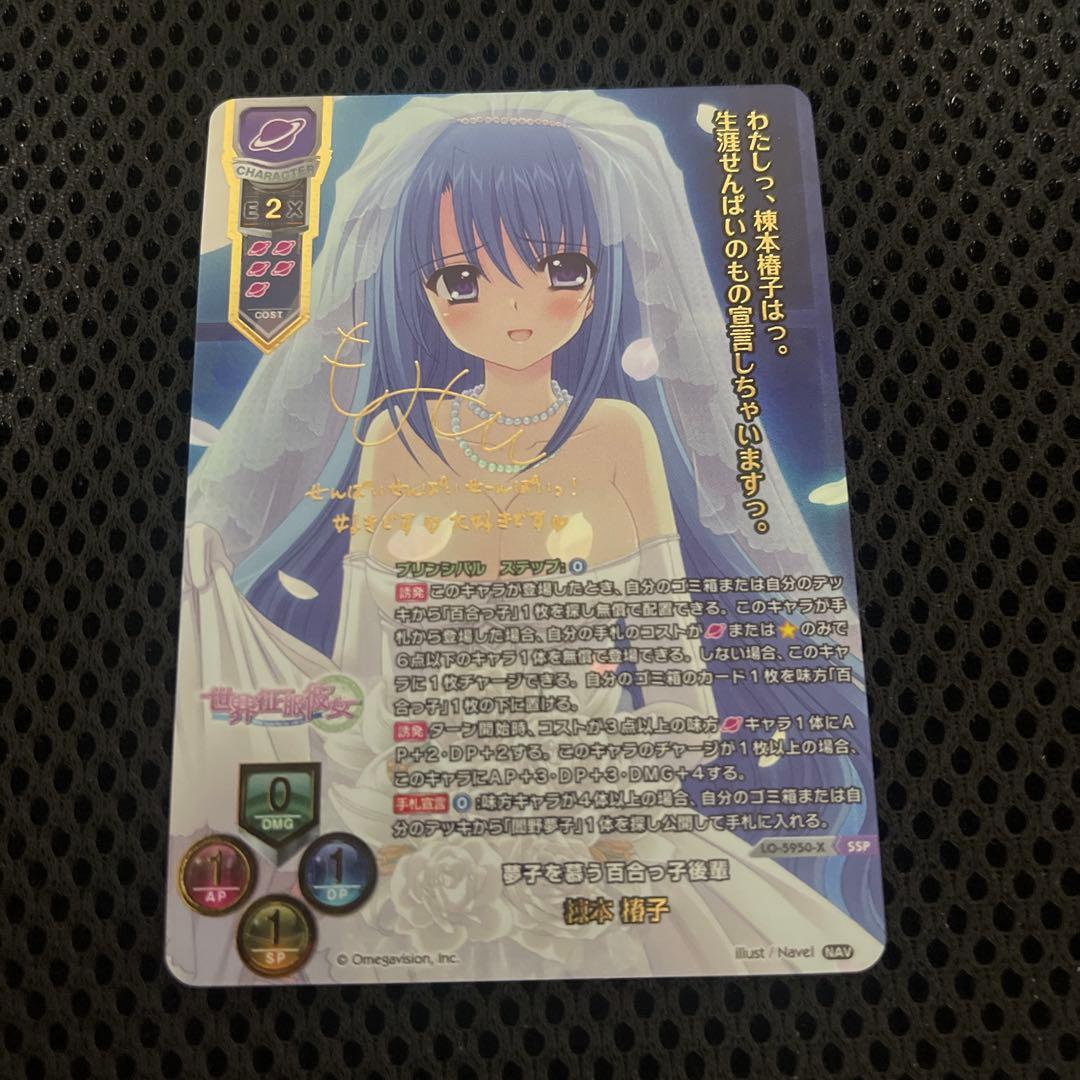 CHARACTER
E 2 X
COST
わたしっ、棟本椿子はっ。
生涯せんぱいのもの宣言しちゃいますっ。
せんぱいせんぱいせーんぱいっ!
好きです 大好きです
プリンシパル ステップ:0
誘発 このキャラが登場したとき、自分のゴミ箱または自分のデッ
キから「百合っ子」1枚を探し無償で配置できる。このキャラが手
札から登場した場合、自分の手札のコストがまたは★のみで
6点以下のキャラ1体を無償で登場できる。しない場合、このキャ
ラに1枚チャージできる。自分のゴミ箱のカード1枚を味方「百
合っ子」1枚の下に置ける。
誘発 ターン開始時、コストが3点以上の味方キャラ1体にA
P+2・DP+2する。このキャラのチャージが1枚以上の場合、
このキャラにAP+3・DP+3・DMG+4する。
手札宣言 0:味方キャラが4体以上の場合、自分のゴミ箱または自
分のデッキから「間野夢子」1体を探し公開して手札に入れる。
世界征服彼女
0
DMG
1
AP
1
DP
1
SP
LO-5950-X SSP
夢子を慕う百合っ子後輩
棟本 椿子
© Omegavision, Inc.
illust / Navel NAV